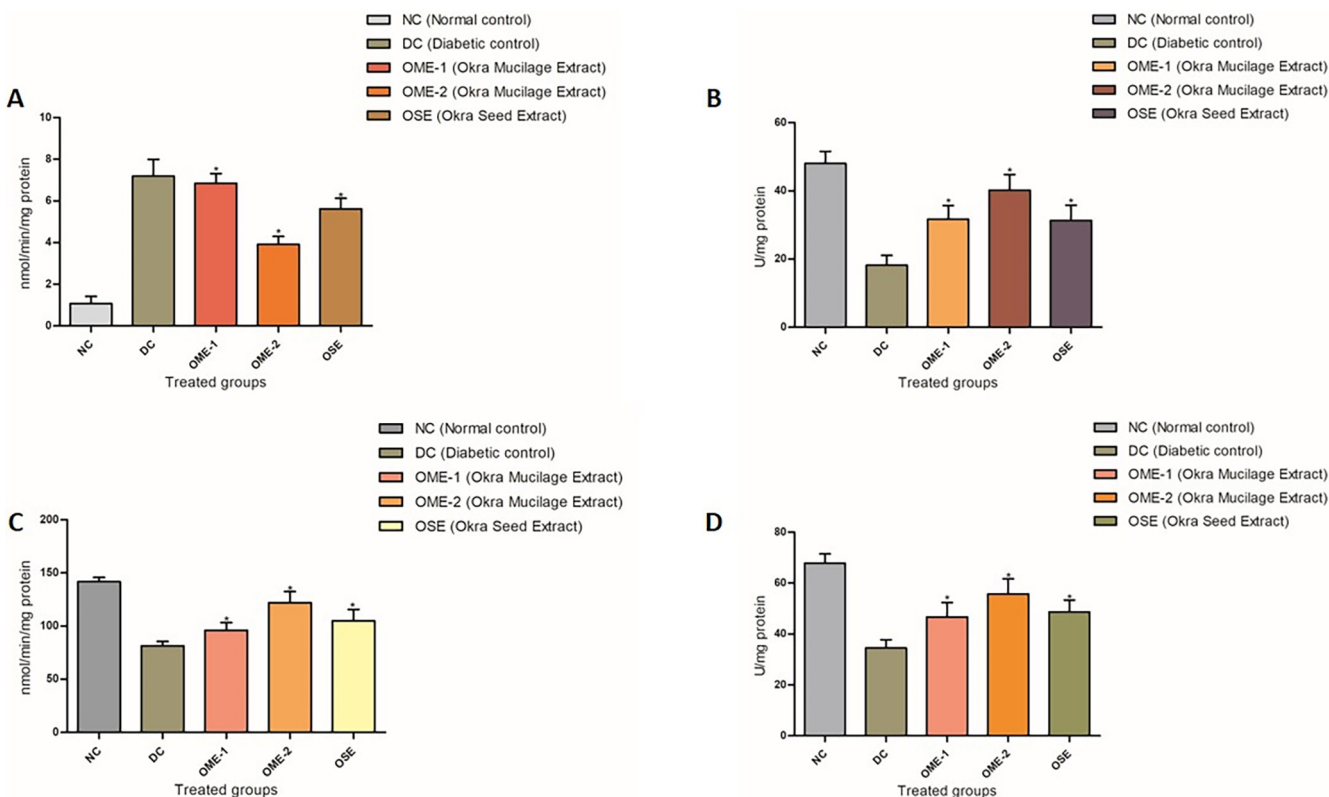 NC (Normal control)
DC (Diabetic control)
OME-1 (Okra Mucilage Extract)
OME-2 (Okra Mucilage Extract)
OSE (Okra Seed Extract)
A
10
8
6
4
2
0
nmol/min/mg protein
*
*
*
NC
DC
OME-1
OME-2
OSE
Treated groups
NC (Normal control)
DC (Diabetic control)
OME-1 (Okra Mucilage Extract)
OME-2 (Okra Mucilage Extract)
OSE (Okra Seed Extract)
B
60
40
20
0
U/mg protein
*
*
*
NC
DC
OME-1
OME-2
OSE
Treated groups
NC (Normal control)
DC (Diabetic control)
OME-1 (Okra Mucilage Extract)
OME-2 (Okra Mucilage Extract)
OSE (Okra Seed Extract)
C
200
150
100
50
0
nmol/min/mg protein
*
*
*
NC
DC
OME-1
OME-2
OSE
Treated groups
NC (Normal control)
DC (Diabetic control)
OME-1 (Okra Mucilage Extract)
OME-2 (Okra Mucilage Extract)
OSE (Okra Seed Extract)
D
80
60
40
20
0
U/mg protein
*
*
*
NC
DC
OME-1
OME-2
OSE
Treated groups